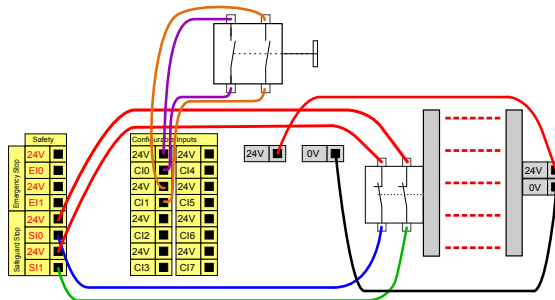 Safety
Emergency Stop
24V
EI0
24V
EI1
Safeguard Stop
24V
SI0
24V
SI1
Configurable Inputs
24V 24V
CI0 CI4
24V 24V
CI1 CI5
24V 24V
CI2 CI6
24V 24V
CI3 CI7
24V 0V
24V
0V